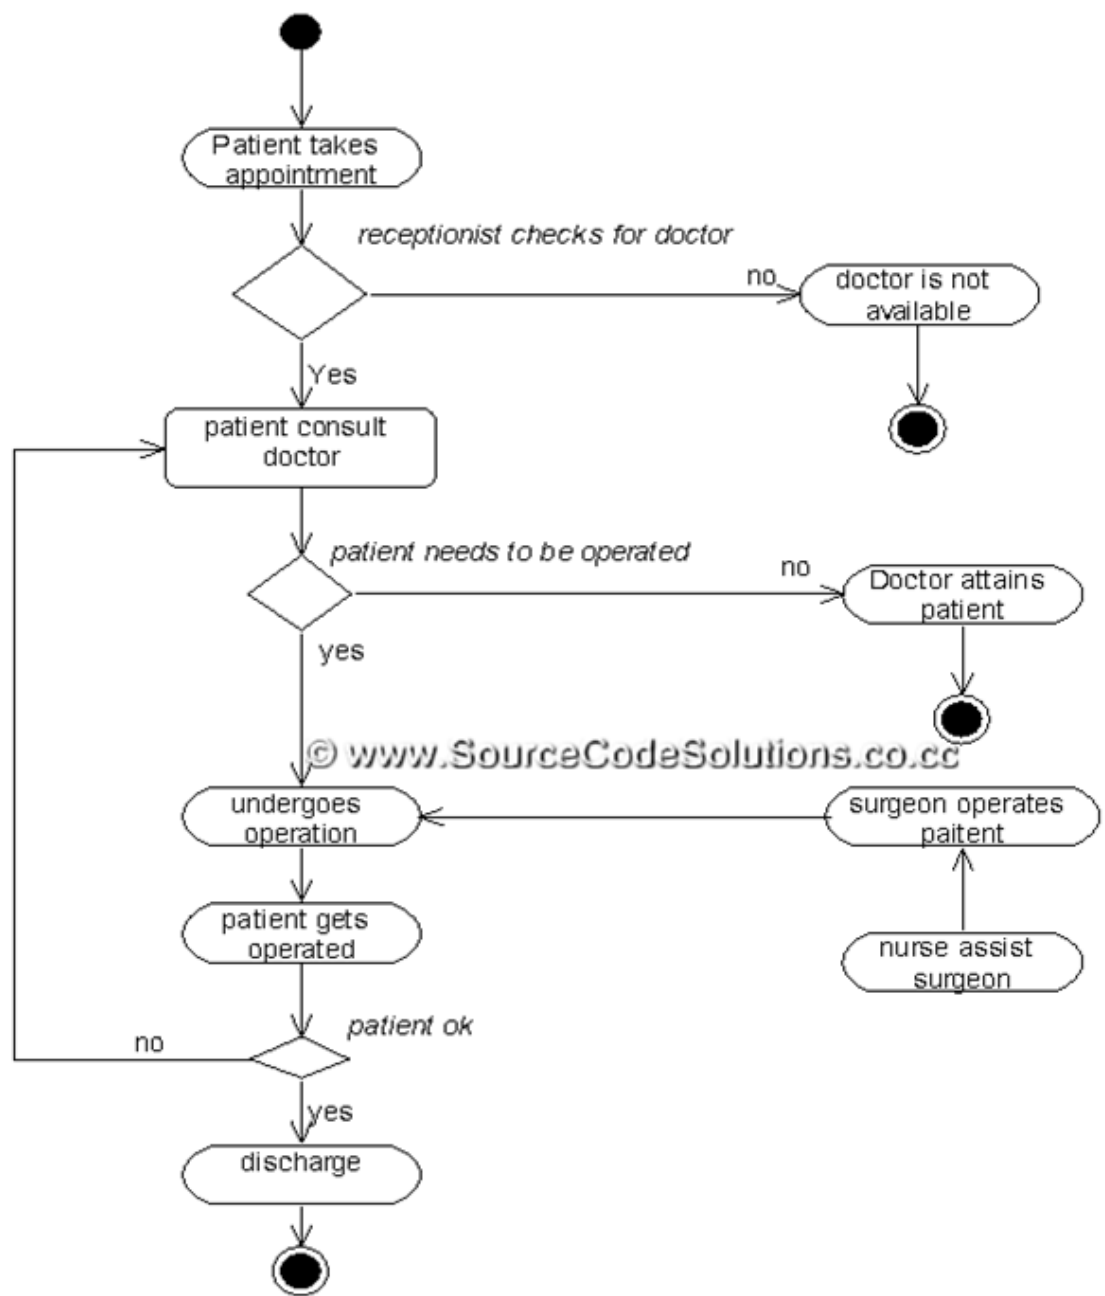 Patient takes
appointment
receptionist checks for doctor
no
doctor is not
available
Yes
patient consult
doctor
patient needs to be operated
no
Doctor attains
patient
yes
© www.SourceCodeSolutions.co.cc
undergoes
operation
surgeon operates
paitent
patient gets
operated
nurse assist
surgeon
patient ok
no
yes
discharge